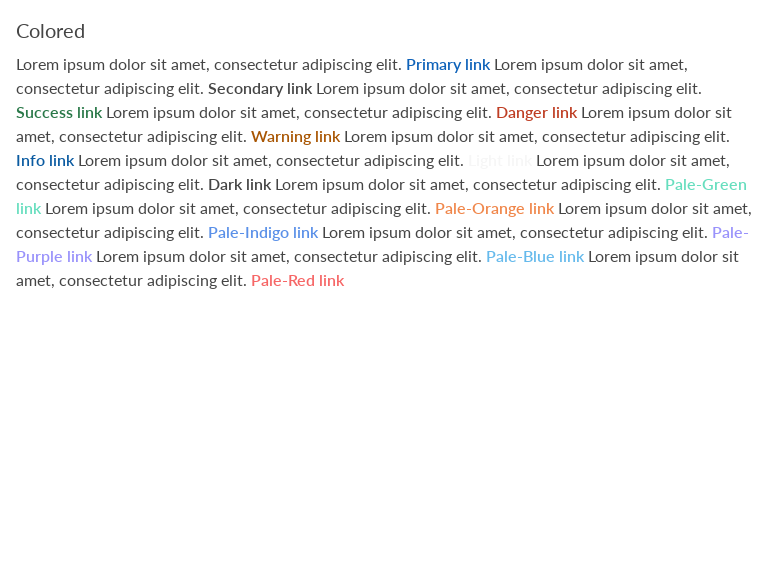 Colored
Lorem ipsum dolor sit amet, consectetur adipiscing elit. Primary link Lorem ipsum dolor sit amet,
consectetur adipiscing elit. Secondary link Lorem ipsum dolor sit amet, consectetur adipiscing elit.
Success link Lorem ipsum dolor sit amet, consectetur adipiscing elit. Danger link Lorem ipsum dolor sit
amet, consectetur adipiscing elit. Warning link Lorem ipsum dolor sit amet, consectetur adipiscing elit.
Info link Lorem ipsum dolor sit amet, consectetur adipiscing elit. Light link Lorem ipsum dolor sit amet,
consectetur adipiscing elit. Dark link Lorem ipsum dolor sit amet, consectetur adipiscing elit. Pale-Green
link Lorem ipsum dolor sit amet, consectetur adipiscing elit. Pale-Orange link Lorem ipsum dolor sit amet,
consectetur adipiscing elit. Pale-Indigo link Lorem ipsum dolor sit amet, consectetur adipiscing elit. Pale-
Purple link Lorem ipsum dolor sit amet, consectetur adipiscing elit. Pale-Blue link Lorem ipsum dolor sit
amet, consectetur adipiscing elit. Pale-Red link